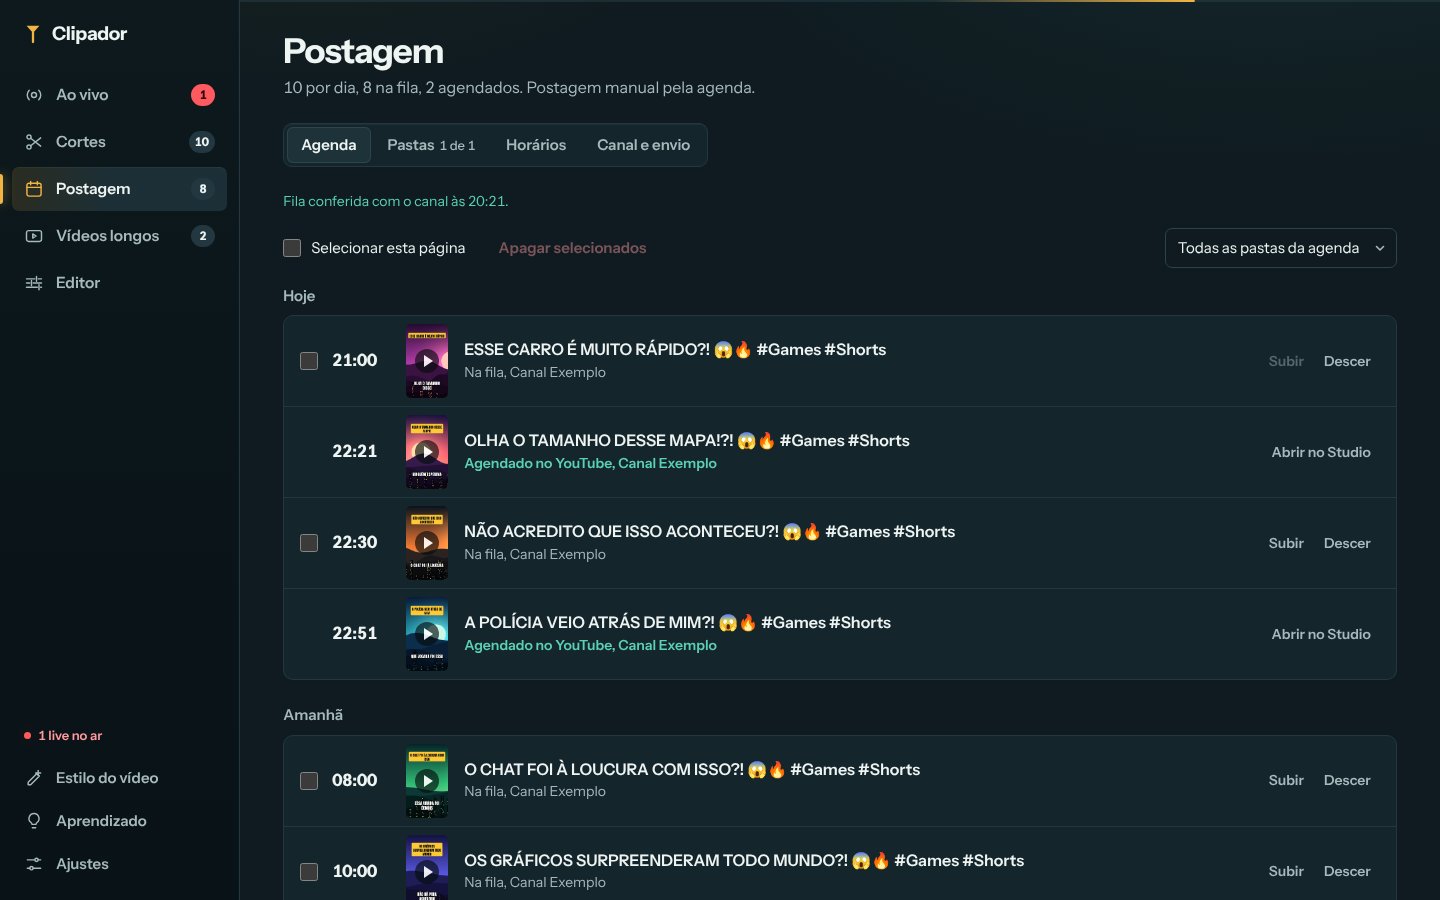 Clipador
Ao vivo 1
Cortes 10
Postagem 8
Vídeos longos 2
Editor
1 live no ar
Estilo do vídeo
Aprendizado
Ajustes
Postagem
10 por dia, 8 na fila, 2 agendados. Postagem manual pela agenda.
Agenda Pastas 1 de 1 Horários Canal e envio
Fila conferida com o canal às 20:21.
Selecionar esta página Apagar selecionados Todas as pastas da agenda
Hoje
21:00 ESSE CARRO É MUITO RÁPIDO?! 😱🔥 #Games #Shorts
Na fila, Canal Exemplo
Subir Descer
22:21 OLHA O TAMANHO DESSE MAPA!?! 😱🔥 #Games #Shorts
Agendado no YouTube, Canal Exemplo
Abrir no Studio
22:30 NÃO ACREDITO QUE ISSO ACONTECEU?! 😱🔥 #Games #Shorts
Na fila, Canal Exemplo
Subir Descer
22:51 A POLÍCIA VEIO ATRÁS DE MIM?! 😱🔥 #Games #Shorts
Agendado no YouTube, Canal Exemplo
Abrir no Studio
Amanhã
08:00 O CHAT FOI À LOUCURA COM ISSO?! 😱🔥 #Games #Shorts
Na fila, Canal Exemplo
Subir Descer
10:00 OS GRÁFICOS SURPREENDERAM TODO MUNDO?! 😱🔥 #Games #Shorts
Na fila, Canal Exemplo
Subir Descer